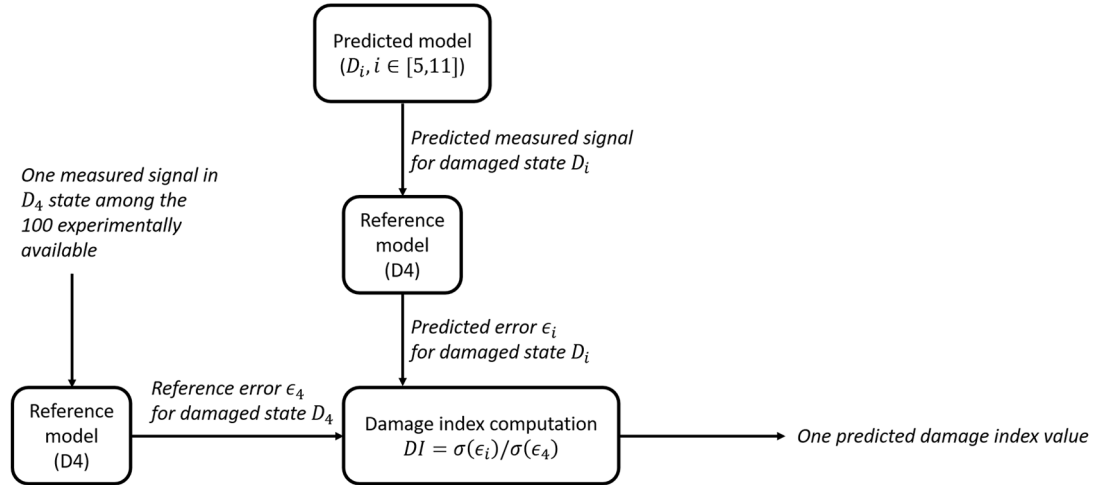 Predicted model
(D_i, i ∈ [5,11])
Predicted measured signal
for damaged state D_i
One measured signal in
D_4 state among the
100 experimentally
available
Reference
model
(D4)
Predicted error ϵ_i
for damaged state D_i
Reference error ϵ_4
for damaged state D_4
Reference
model
(D4)
Damage index computation
DI = σ(ϵ_i)/σ(ϵ_4)
One predicted damage index value